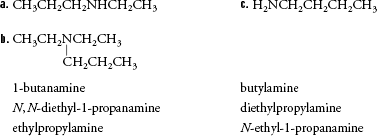 a. CH₃CH₂CH₂NHCH₂CH₃
c. H₂NCH₂CH₂CH₂CH₃
b. CH₃CH₂NCH₂CH₃
CH₂CH₂CH₃
1-butanamine
butylamine
N,N-diethyl-1-propanamine
diethylpropylamine
ethylpropylamine
N-ethyl-1-propanamine